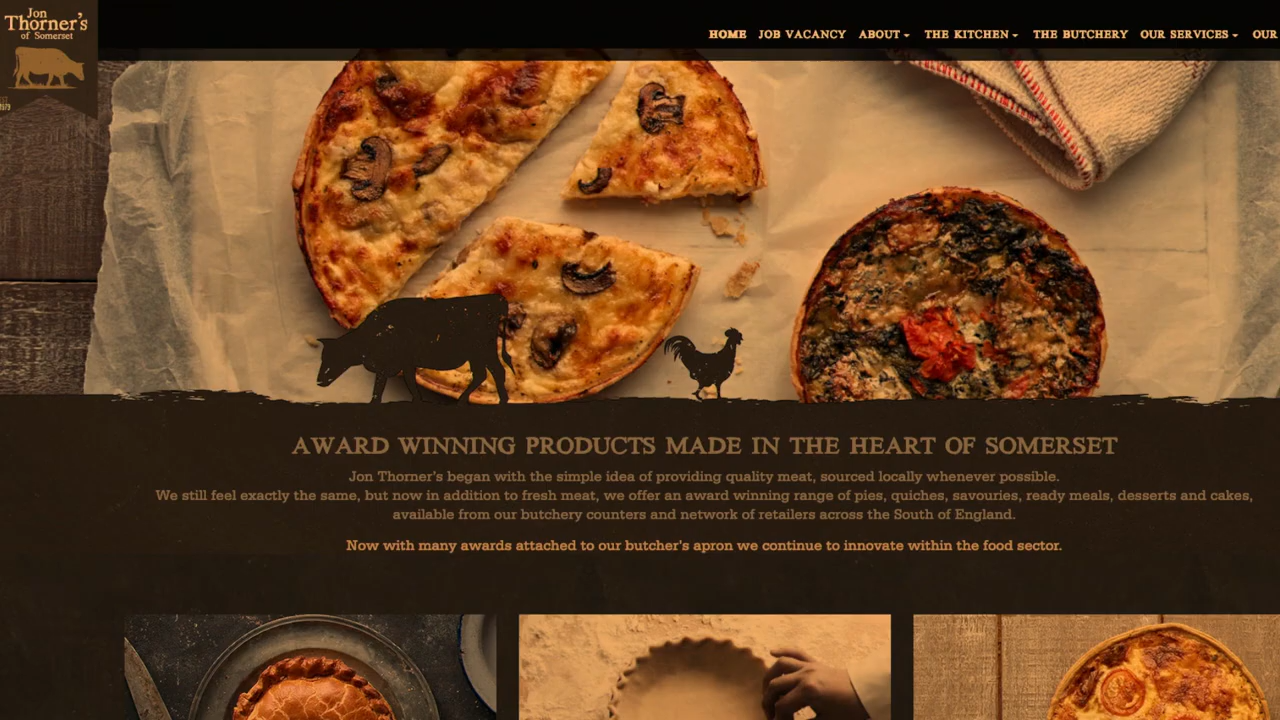 Jon
Thorner's
of Somerset
HOME JOB VACANCY ABOUT THE KITCHEN THE BUTCHERY OUR SERVICES OUR
AWARD WINNING PRODUCTS MADE IN THE HEART OF SOMERSET
Jon Thorner's began with the simple idea of providing quality meat, sourced locally whenever possible.
We still feel exactly the same, but now in addition to fresh meat, we offer an award winning range of pies, quiches, savouries, ready meals, desserts and cakes,
available from our butchery counters and network of retailers across the South of England.
Now with many awards attached to our butcher's apron we continue to innovate within the food sector.